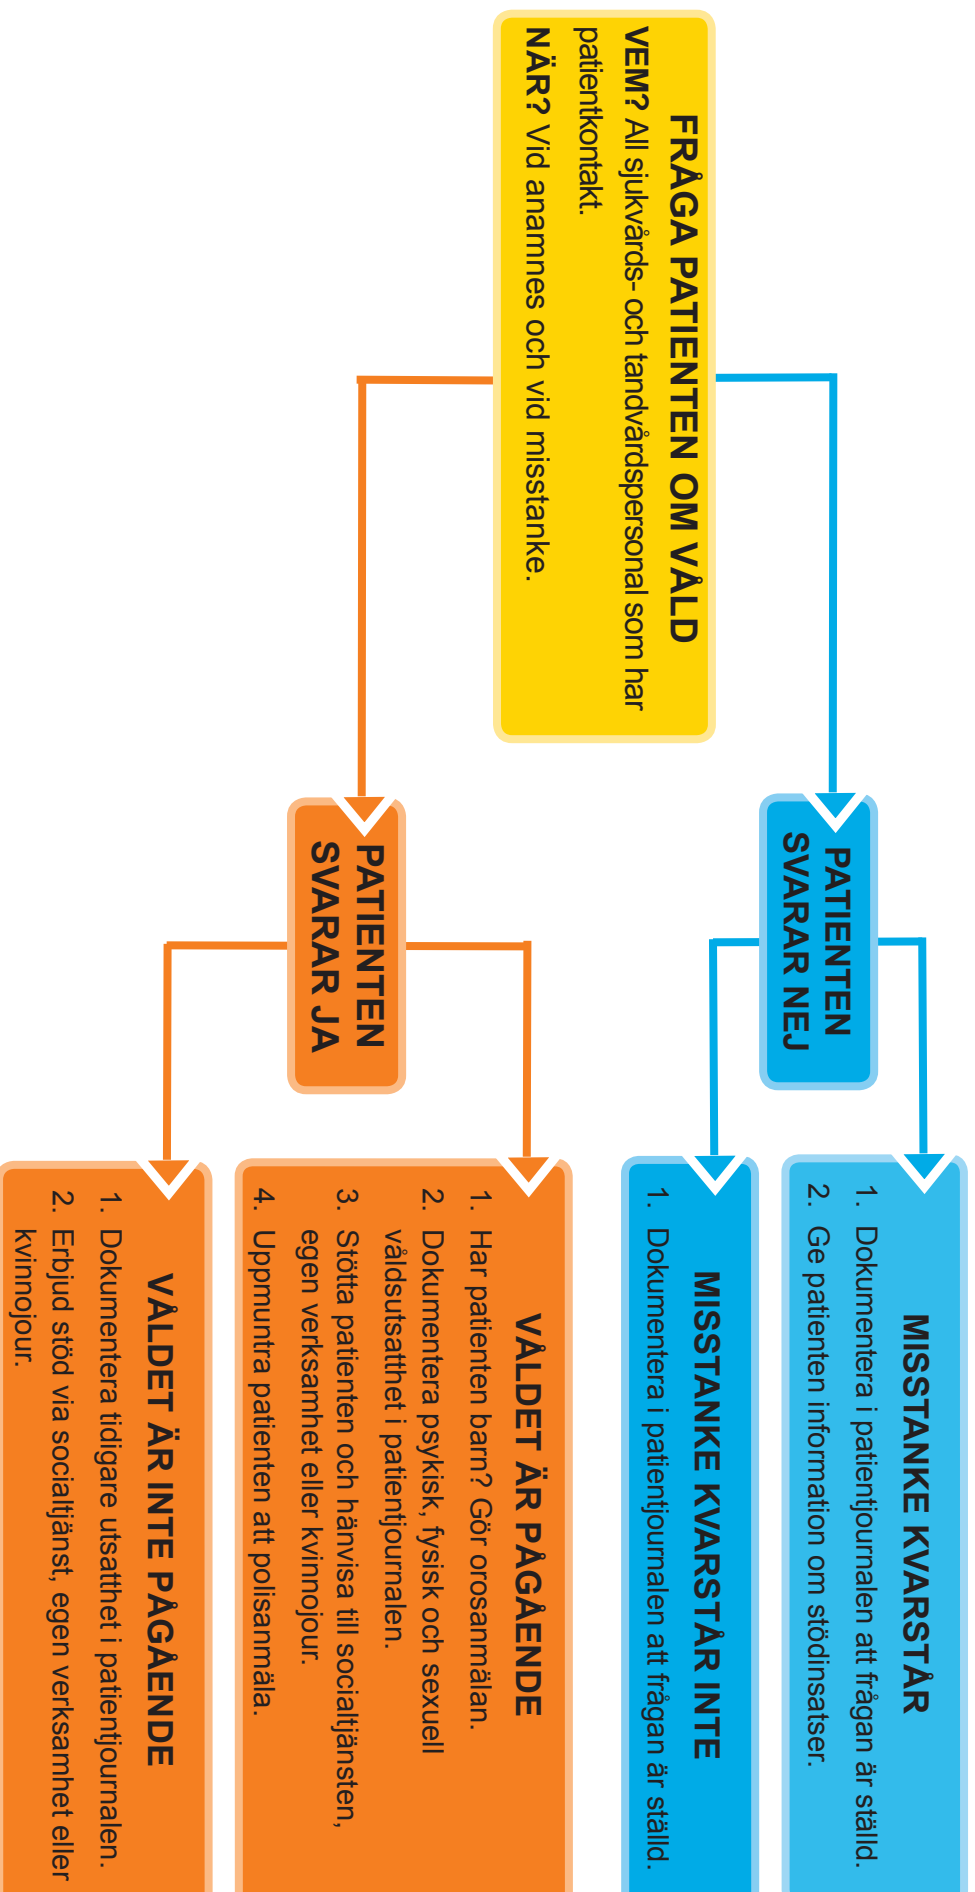 FRÅGA PATIENTEN OM VÅLD
VEM? All sjukvårds- och tandvårdspersonal som har
patientkontakt.
NÄR? Vid anamnes och vid misstanke.
PATIENTEN
SVARAR NEJ
PATIENTEN
SVARAR JA
MISSTANKE KVARSTÅR
1. Dokumentera i patientjournalen att frågan är ställd.
2. Ge patienten information om stödinsatser.
MISSTANKE KVARSTÅR INTE
1. Dokumentera i patientjournalen att frågan är ställd.
VÅLDET ÄR PÅGÅENDE
1. Har patienten barn? Gör orosanmälan.
2. Dokumentera psykisk, fysisk och sexuell
våldsutsatthet i patientjournalen.
3. Stötta patienten och hänvisa till socialtjänsten,
egen verksamhet eller kvinnojour.
4. Uppmuntra patienten att polisanmäla.
VÅLDET ÄR INTE PÅGÅENDE
1. Dokumentera tidigare utsatthet i patientjournalen.
2. Erbjud stöd via socialtjänst, egen verksamhet eller
kvinnojour.